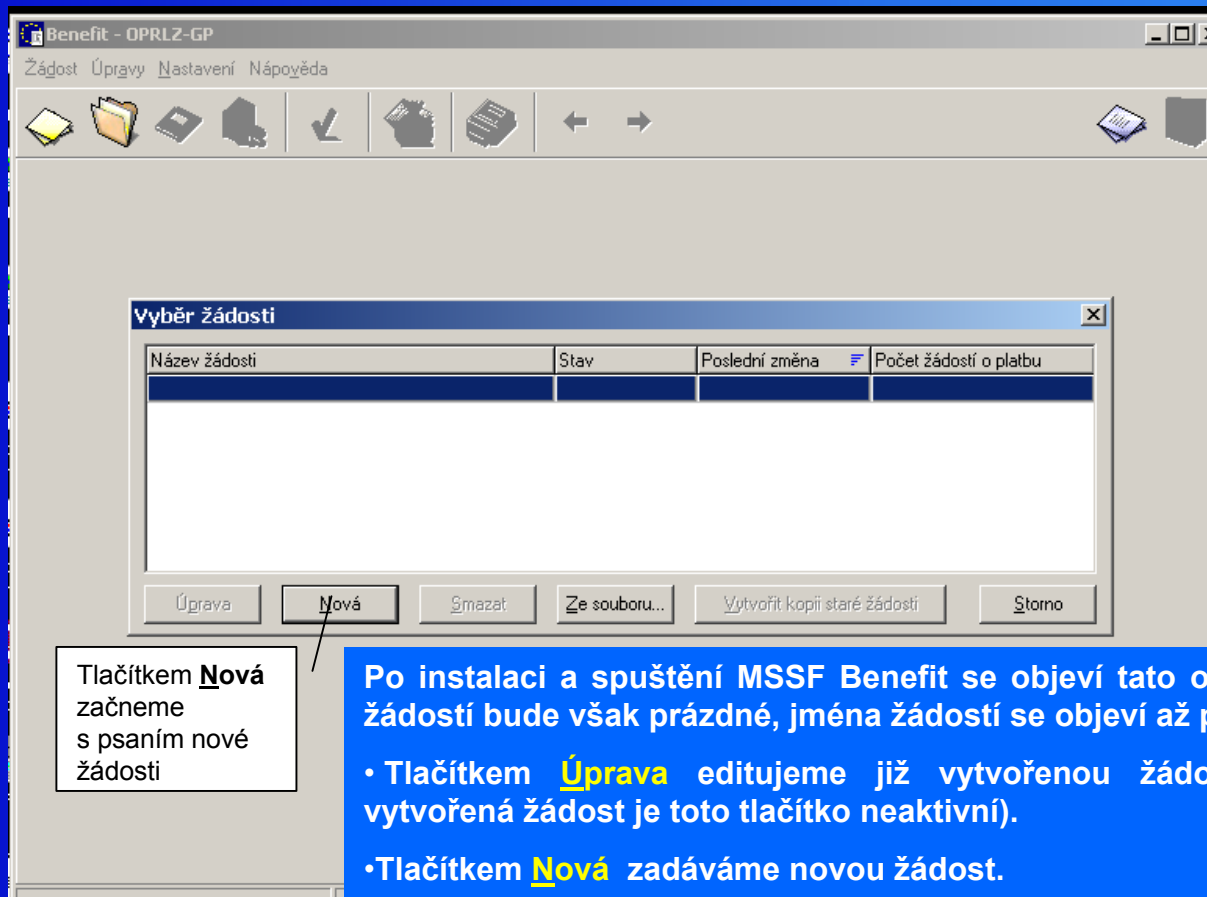 Benefit - OPRLZ-GP
Žádost Úpravy Nastavení Nápověda
Vyběr žádosti
Název žádosti Stav Poslední změna Počet žádostí o platbu
Úprava Nová Smazat Ze souboru... Vytvořit kopii staré žádosti Storno
Tlačítkem Nová
začneme
s psaním nové
žádosti
Po instalaci a spuštění MSSF Benefit se objeví tato
žádostí bude však prázdné, jména žádostí se objeví až
• Tlačítkem Úprava editujeme již vytvořenou
vytvořená žádost je toto tlačítko neaktivní).
•Tlačítkem Nová zadáváme novou žádost.